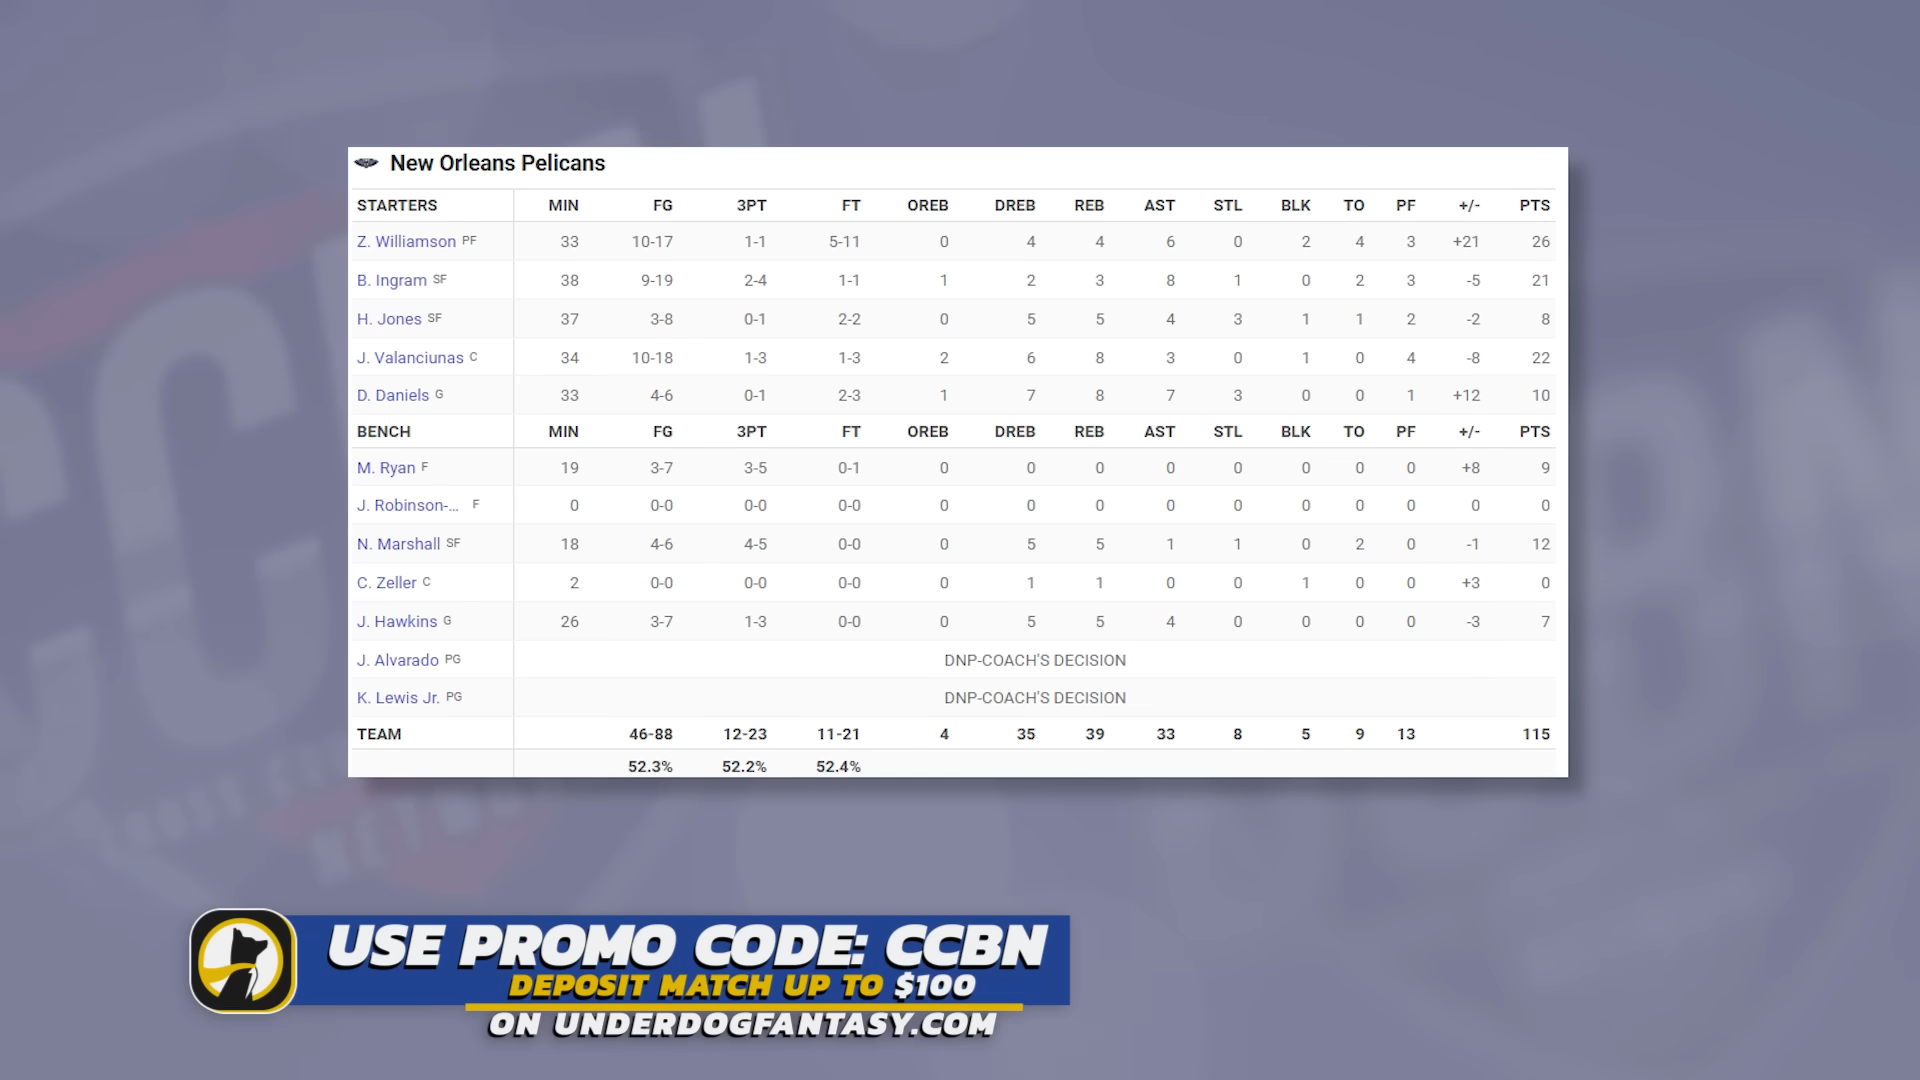 New Orleans Pelicans
STARTERS MIN FG 3PT FT OREB DREB REB AST STL BLK TO PF +/- PTS
Z. Williamson PF 33 10-17 1-1 5-11 0 4 4 6 0 2 4 3 +21 26
B. Ingram SF 38 9-19 2-4 1-1 1 2 3 8 1 0 2 3 -5 21
H. Jones SF 37 3-8 0-1 2-2 0 5 5 4 3 1 1 2 -2 8
J. Valanciunas C 34 10-18 1-3 1-3 2 6 8 3 0 1 0 4 -8 22
D. Daniels G 33 4-6 0-1 2-3 1 7 8 7 3 0 0 1 +12 10
BENCH MIN FG 3PT FT OREB DREB REB AST STL BLK TO PF +/- PTS
M. Ryan F 19 3-7 3-5 0-1 0 0 0 0 0 0 0 0 +8 9
J. Robinson-... F 0 0-0 0-0 0-0 0 0 0 0 0 0 0 0 0 0
N. Marshall SF 18 4-6 4-5 0-0 0 5 5 1 1 0 2 0 -1 12
C. Zeller C 2 0-0 0-0 0-0 0 1 1 0 0 1 0 0 +3 0
J. Hawkins G 26 3-7 1-3 0-0 0 5 5 4 0 0 0 0 -3 7
J. Alvarado PG DNP-COACH'S DECISION
K. Lewis Jr. PG DNP-COACH'S DECISION
TEAM 46-88 12-23 11-21 4 35 39 33 8 5 9 13 115
52.3% 52.2% 52.4%
USE PROMO CODE: CCBN
DEPOSIT MATCH UP TO $100
ON UNDERDOGFANTASY.COM